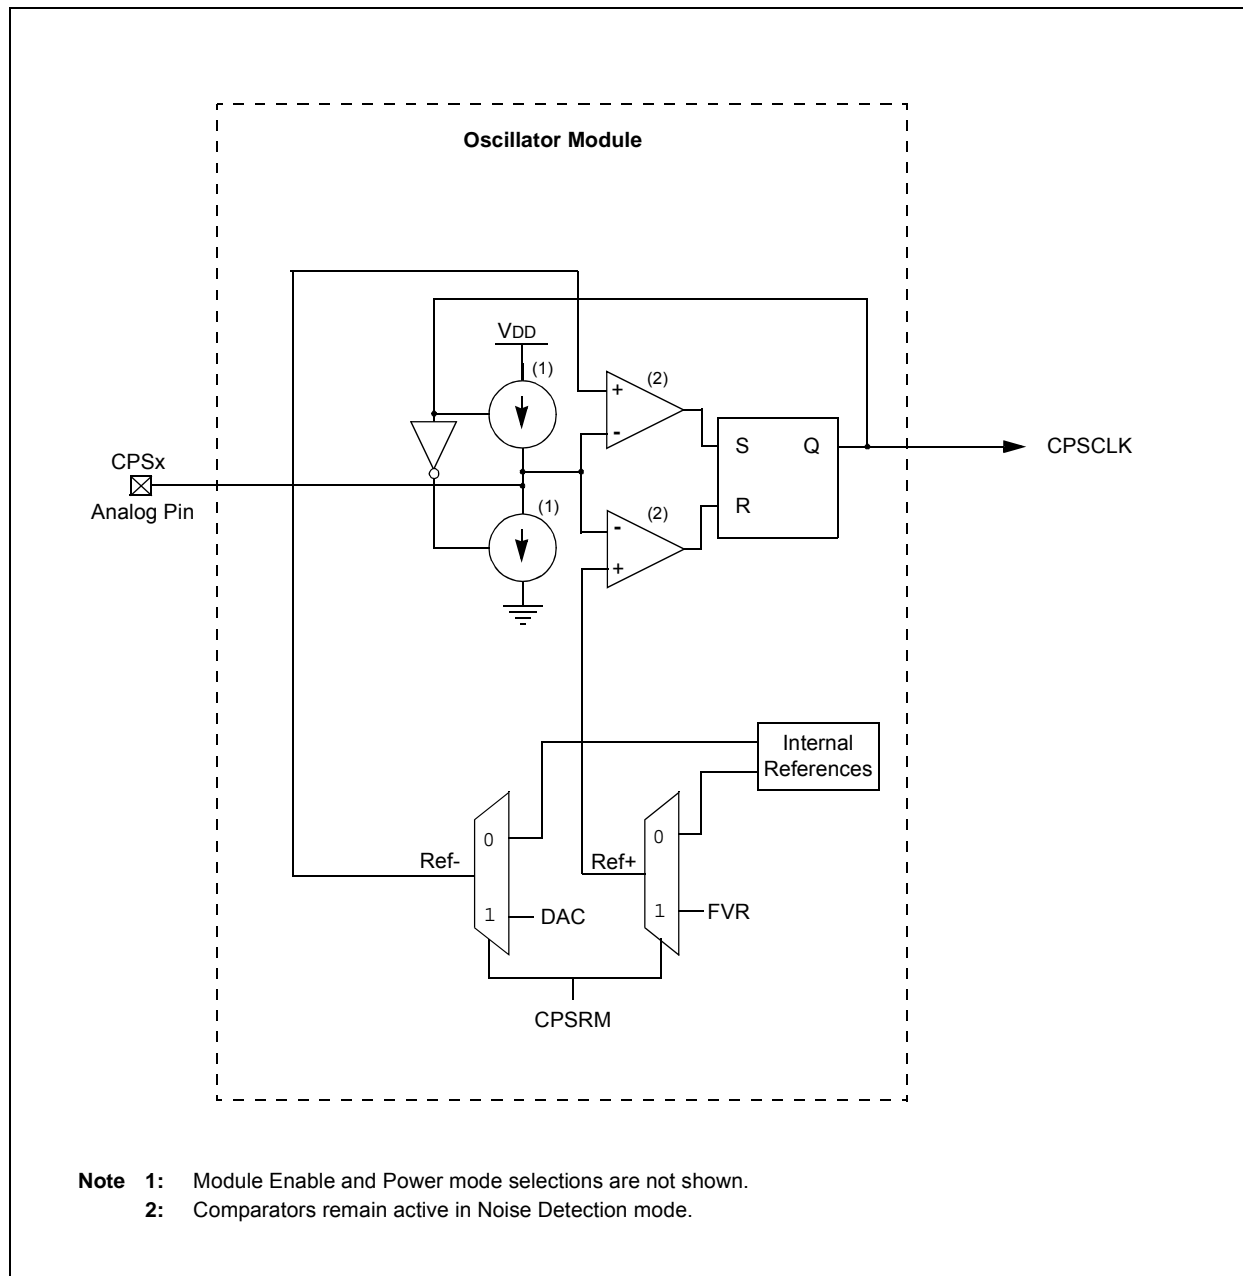 Oscillator Module
VDD
(1)
(2)
+
-
S Q
CPSCLK
CPSx
Analog Pin
R
(1)
(2)
-
+
Internal
References
0
0
Ref-
Ref+
1
DAC
1
FVR
CPSRM
Note 1: Module Enable and Power mode selections are not shown.
2: Comparators remain active in Noise Detection mode.